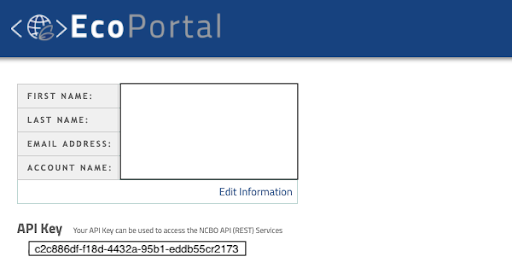 <>EcoPortal
FIRST NAME:
LAST NAME:
EMAIL ADDRESS:
ACCOUNT NAME:
Edit Information
API Key Your API Key can be used to access the NCBO API (REST) Services
c2c886df-f18d-4432a-95b1-eddb55cr2173